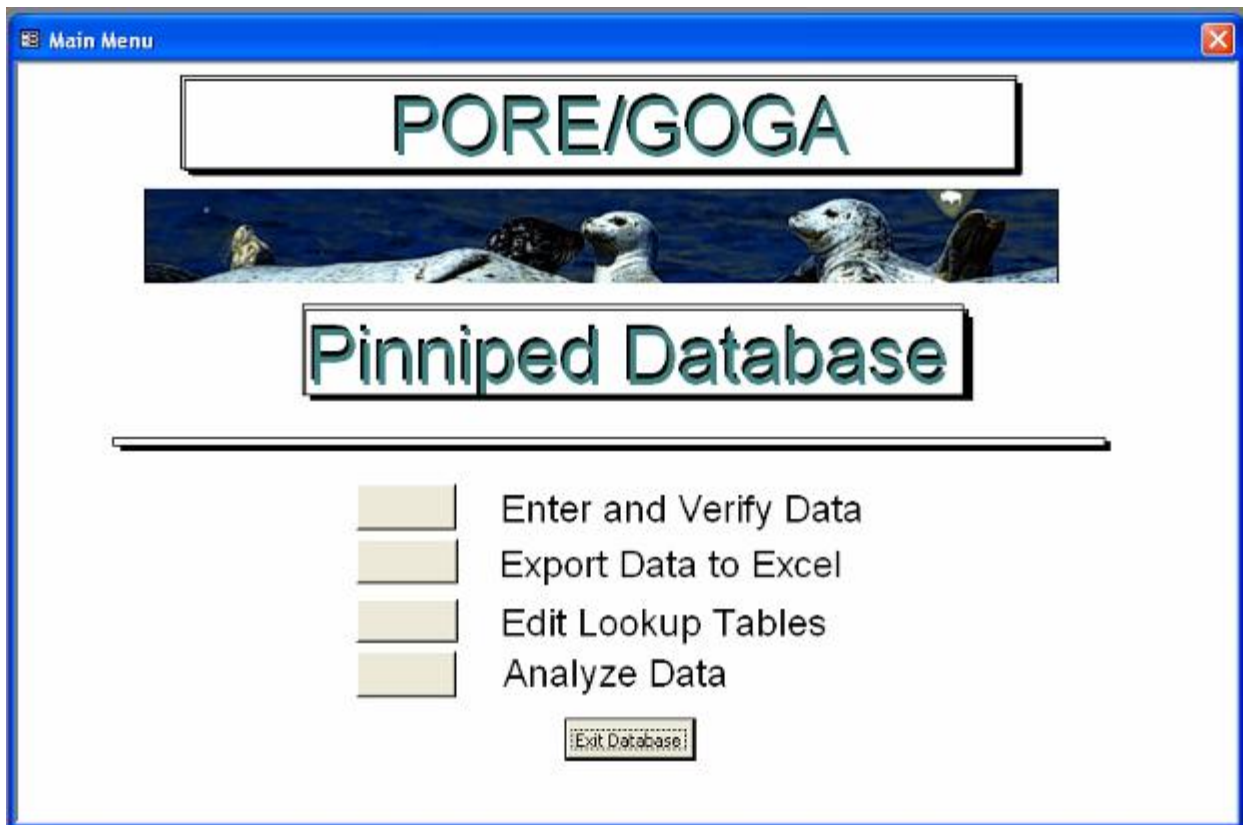 Main Menu
PORE/GOGA
Pinniped Database
Enter and Verify Data
Export Data to Excel
Edit Lookup Tables
Analyze Data
Exit Database